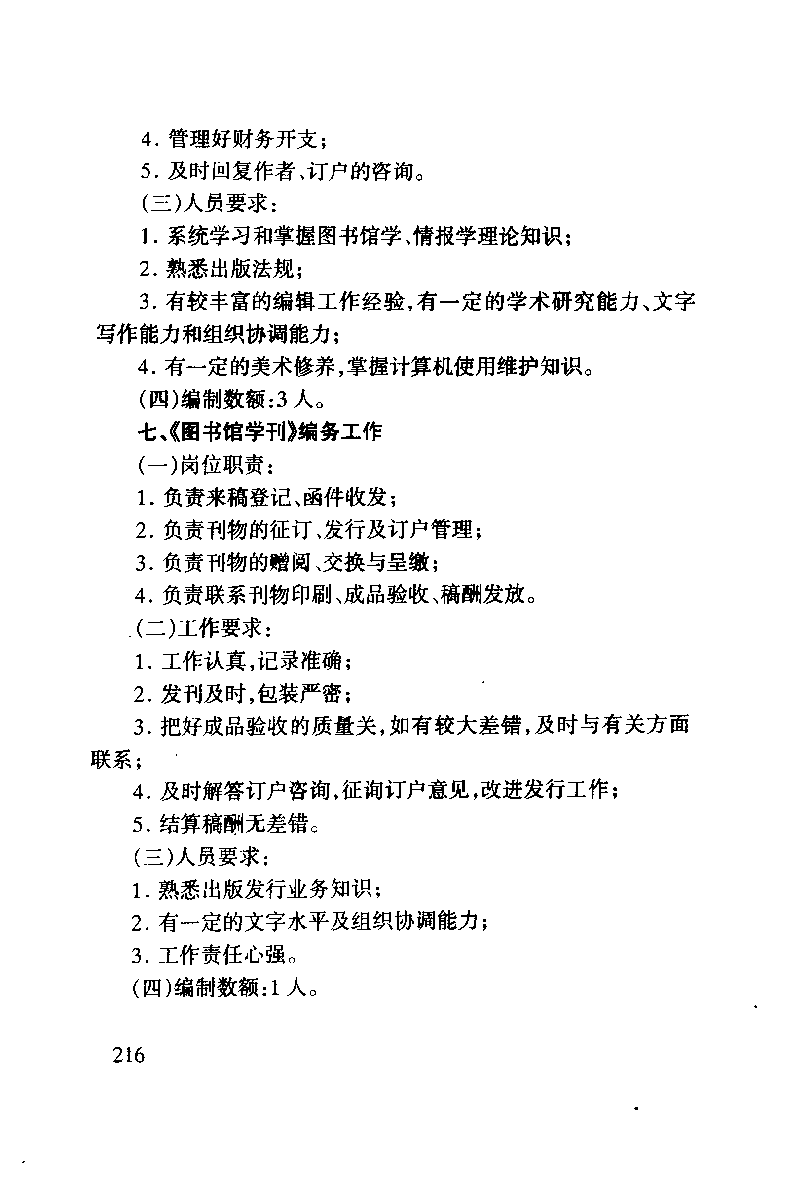 4. 管理好财务开支;
5. 及时回复作者、订户的咨询。
(三)人员要求:
1. 系统学习和掌握图书馆学、情报学理论知识;
2. 熟悉出版法规;
3. 有较丰富的编辑工作经验,有一定的学术研究能力、文字
写作能力和组织协调能力;
4. 有一定的美术修养,掌握计算机使用维护知识。
(四)编制数额:3 人。
七、《图书馆学刊》编务工作
(一)岗位职责:
1. 负责来稿登记、函件收发;
2. 负责刊物的征订、发行及订户管理;
3. 负责刊物的赠阅、交换与呈缴;
4. 负责联系刊物印刷、成品验收、稿酬发放。
(二)工作要求:
1. 工作认真,记录准确;
2. 发刊及时,包装严密;
3. 把好成品验收的质量关,如有较大差错,及时与有关方面
联系;
4. 及时解答订户咨询,征询订户意见,改进发行工作;
5. 结算稿酬无差错。
(三)人员要求:
1. 熟悉出版发行业务知识;
2. 有一定的文字水平及组织协调能力;
3. 工作责任心强。
(四)编制数额:1 人。
216